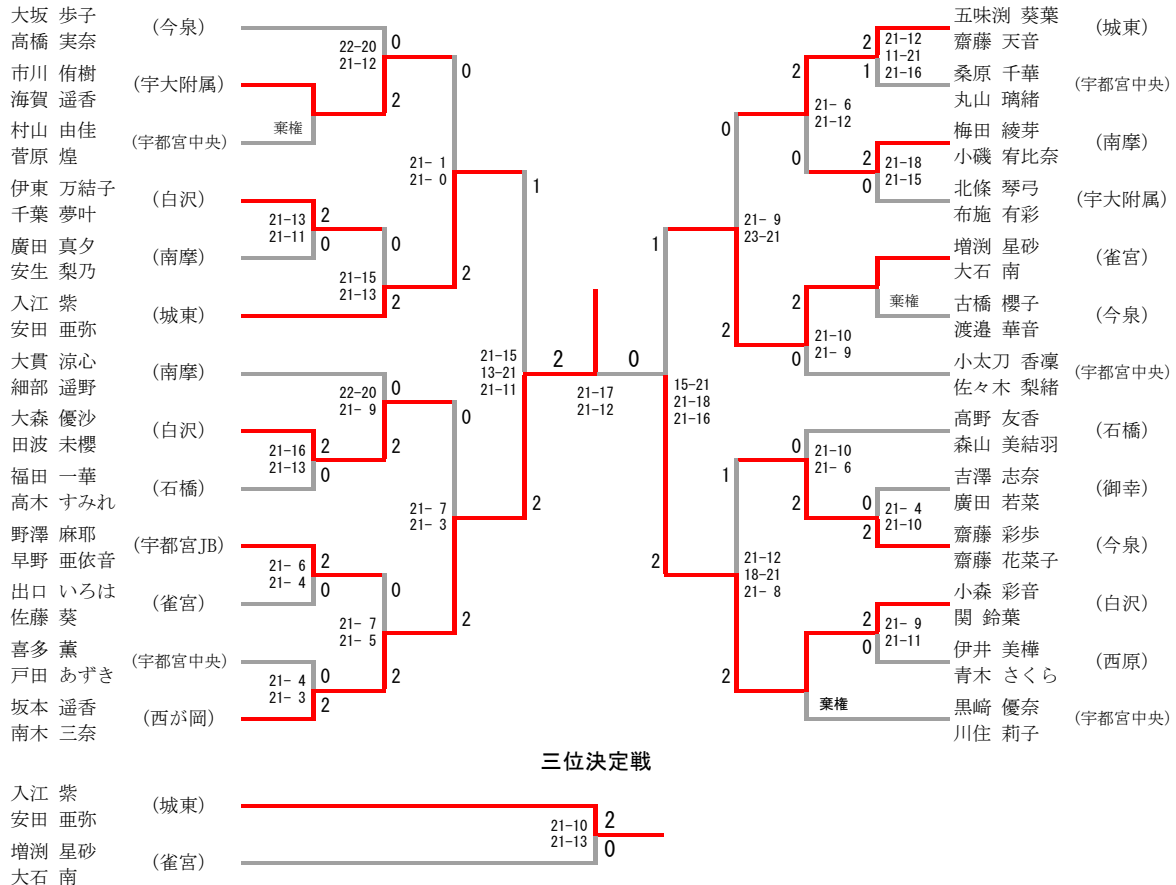 大坂 歩子
高橋 実奈
(今泉)
市川 侑樹
海賀 遥香
(宇大附属)
村山 由佳
菅原 煌
(宇都宮中央)
棄権
22-20
21-12
0
2
伊東 万結子
千葉 夢叶
(白沢)
廣田 真夕
安生 梨乃
(南摩)
21-13
21-11
2
0
入江 紫
安田 亜弥
(城東)
21-15
21-13
0
2
21- 1
21- 0
0
2
大貫 涼心
細部 遥野
(南摩)
大森 優沙
田波 未櫻
(白沢)
福田 一華
高木 すみれ
(石橋)
21-16
21-13
2
0
22-20
21- 9
0
2
野澤 麻耶
早野 亜依音
(宇都宮JB)
出口 いろは
佐藤 葵
(雀宮)
21- 6
21- 4
2
0
喜多 薫
戸田 あずき
(宇都宮中央)
坂本 遥香
南木 三奈
(西が岡)
21- 4
21- 3
0
2
21- 7
21- 5
0
2
21- 7
21- 3
0
2
21-15
13-21
21-11
1
2
2
0
21-17
21-12
五味渕 葵葉
齋藤 天音
(城東)
桑原 千華
丸山 璃緒
(宇都宮中央)
2
1
21-12
11-21
21-16
梅田 綾芽
小磯 宥比奈
(南摩)
北條 琴弓
布施 有彩
(宇大附属)
2
0
21-18
21-15
2
0
21- 6
21-12
増渕 星砂
大石 南
(雀宮)
古橋 櫻子
渡邉 華音
(今泉)
棄権
小太刀 香凜
佐々木 梨緒
(宇都宮中央)
2
0
21-10
21- 9
0
2
21- 9
23-21
高野 友香
森山 美結羽
(石橋)
吉澤 志奈
廣田 若菜
(御幸)
齋藤 彩歩
齋藤 花菜子
(今泉)
0
2
21- 4
21-10
0
2
21-10
21- 6
小森 彩音
関 鈴葉
(白沢)
伊井 美樺
青木 さくら
(西原)
2
0
21- 9
21-11
黒﨑 優奈
川住 莉子
(宇都宮中央)
棄権
1
2
21-12
18-21
21- 8
1
2
15-21
21-18
21-16
三位決定戦
入江 紫
安田 亜弥
(城東)
増渕 星砂
大石 南
(雀宮)
21-10
21-13
2
0